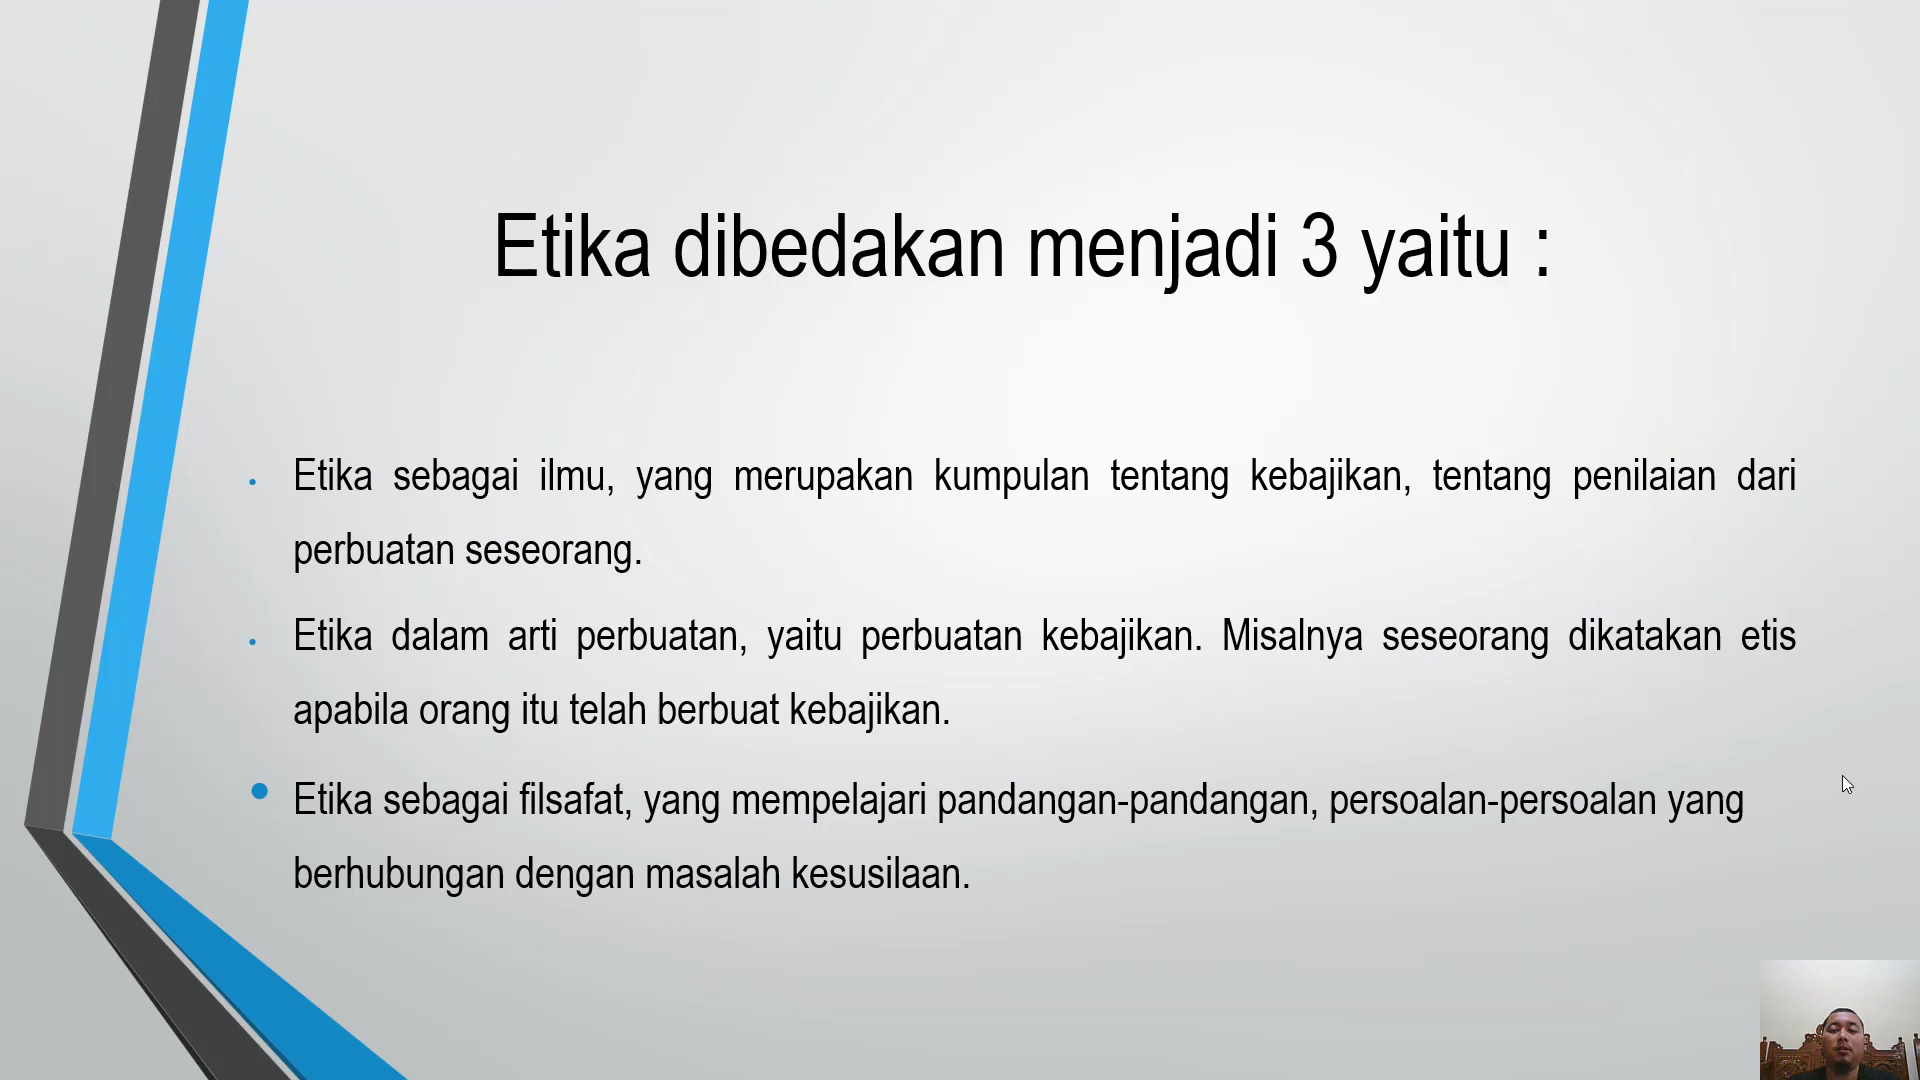 Etika dibedakan menjadi 3 yaitu :
• Etika sebagai ilmu, yang merupakan kumpulan tentang kebajikan, tentang penilaian dari
perbuatan seseorang.
• Etika dalam arti perbuatan, yaitu perbuatan kebajikan. Misalnya seseorang dikatakan etis
apabila orang itu telah berbuat kebajikan.
• Etika sebagai filsafat, yang mempelajari pandangan-pandangan, persoalan-persoalan yang
berhubungan dengan masalah kesusilaan.